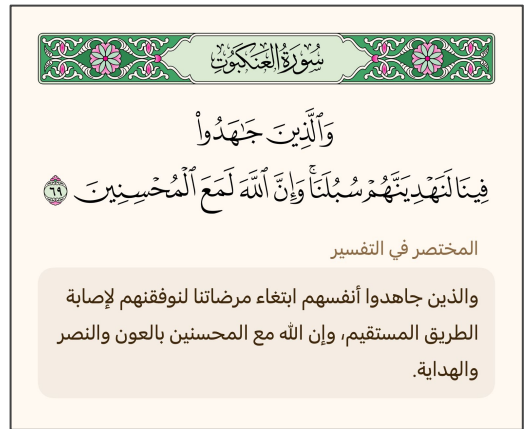 سُورَةُ العَنكَبُوتِ
وَٱلَّذِينَ جَـٰهَدُوا۟
فِينَا لَنَهْدِيَنَّهُمْ سُبُلَنَاۚ وَإِنَّ ٱللَّهَ لَمَعَ ٱلْمُحْسِنِينَ ٦٩
المختصر في التفسير
والذين جاهدوا أنفسهم ابتغاء مرضاتنا لنوفقنهم لإصابة
الطريق المستقيم، وإن الله مع المحسنين بالعون والنصر
والهداية.